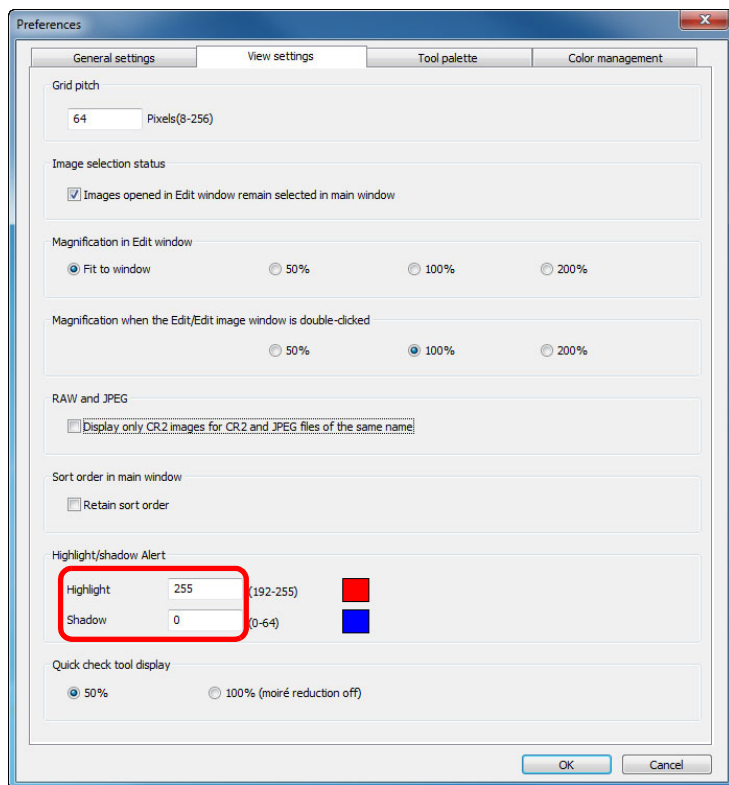 Preferences
General settings View settings Tool palette Color management
Grid pitch
64 Pixels(8-256)
Image selection status
Images opened in Edit window remain selected in main window
Magnification in Edit window
Fit to window 50% 100% 200%
Magnification when the Edit/Edit image window is double-clicked
50% 100% 200%
RAW and JPEG
Display only CR2 images for CR2 and JPEG files of the same name
Sort order in main window
Retain sort order
Highlight/shadow Alert
Highlight 255 (192-255)
Shadow 0 (0-64)
Quick check tool display
50% 100% (moiré reduction off)
OK Cancel